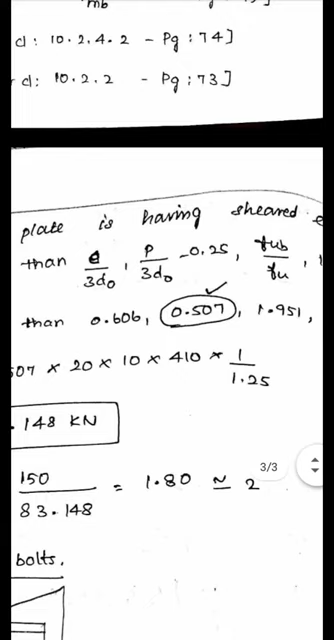 mb
cl : 10.2.4.2 - Pg : 74]
cl : 10.2.2 - Pg : 73]
plate is having sheared e
than e/3d₀, p/3d₀ - 0.25, fub/fu, 1
than 0.606, 0.507, 1.951,
507 × 20 × 10 × 410 × 1/1.25
.148 KN
150/83.148 = 1.80 ≃ 2
3/3
bolts.